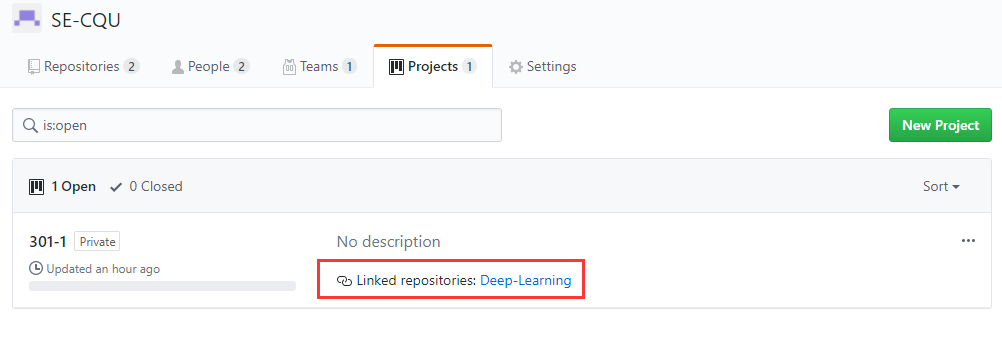 SE-CQU
Repositories 2 People 2 Teams 1 Projects 1 Settings
is:open New Project
1 Open 0 Closed Sort
301-1 Private No description
Updated an hour ago Linked repositories: Deep-Learning